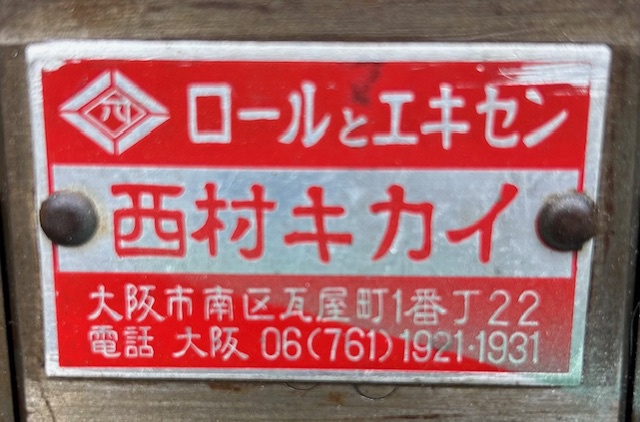 ロールとエキセン
西村キカイ
大阪市南区瓦屋町1番丁22
電話 大阪 06(761)1921・1931